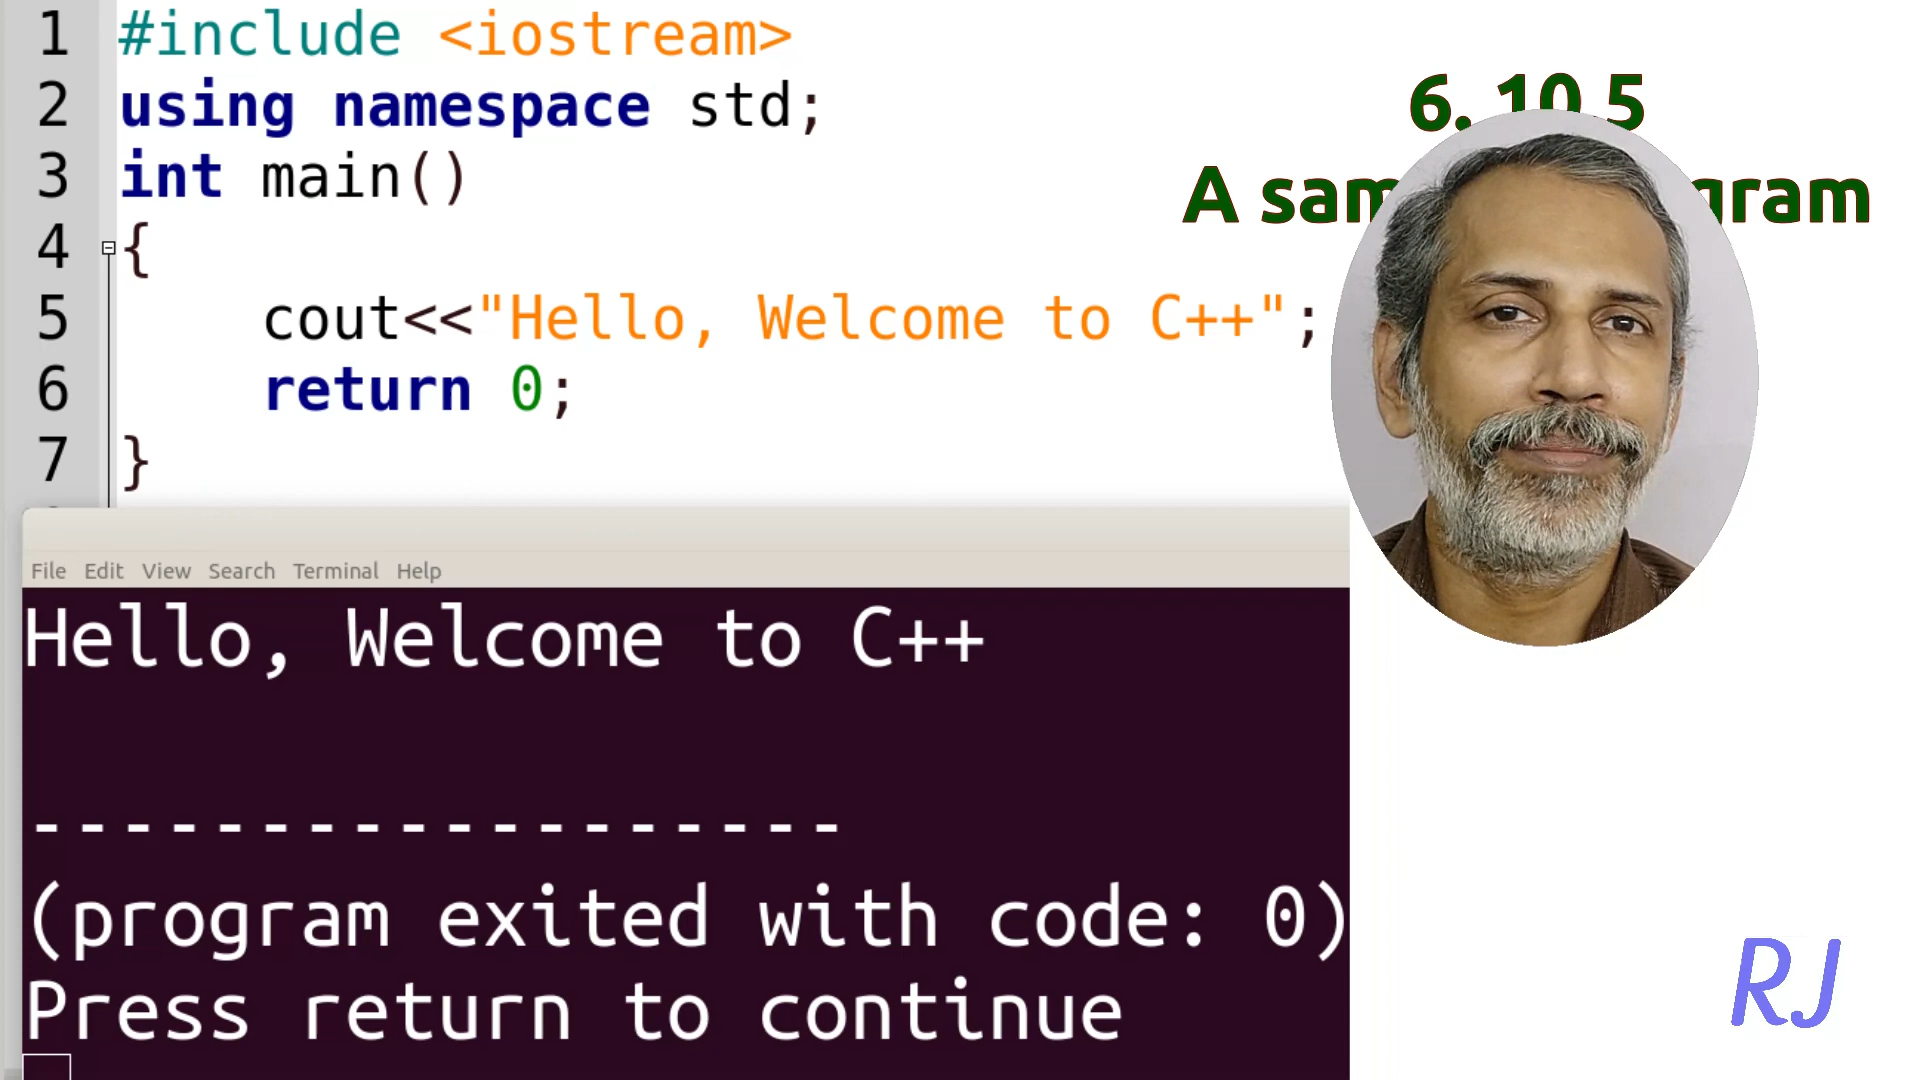 1 #include <iostream>
2 using namespace std;
3 int main()
4 {
5 cout<<"Hello, Welcome to C++";
6 return 0;
7 }
6. 10.5
A
File Edit View Search Terminal Help
Hello, Welcome to C++
--------------------
(program exited with code: 0)
Press return to continue
RJ